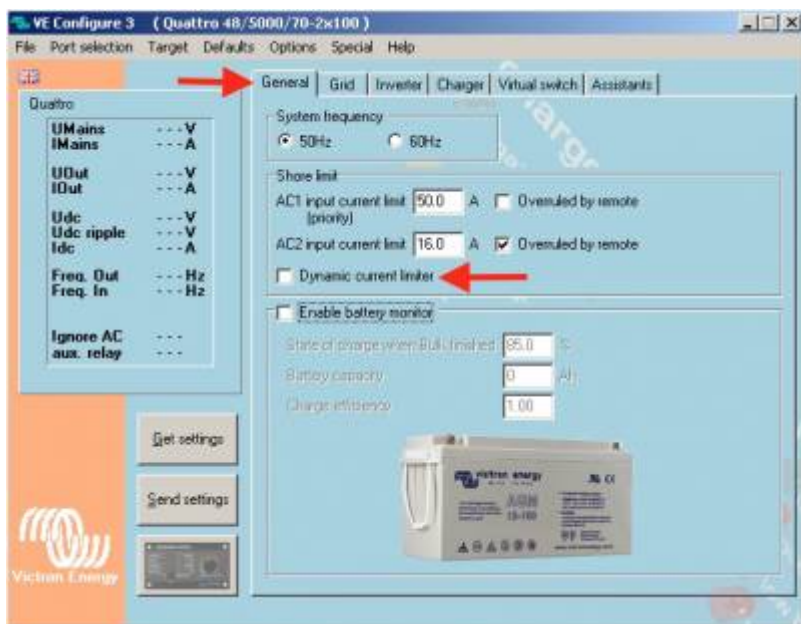 VE Configure 3 ( Quattro 48/5000/70-2x100 )
File Port selection Target Defaults Options Special Help
General Grid Inverter Charger Virtual switch Assistants
Quattro
UMains ---V
IMains ---A
UOut ---V
IOut ---A
Udc ---V
Udc ripple ---V
Idc ---A
Freq. Out ---Hz
Freq. In ---Hz
Ignore AC ---
aux. relay ---
Get settings
Send settings
Victron Energy
System frequency
50Hz 60Hz
Shore limit
AC1 input current limit 50.0 A Overruled by remote
(priority)
AC2 input current limit 16.0 A Overruled by remote
Dynamic current limiter
Enable battery monitor
State of charge when Bulk finished 85.0 %
Battery capacity 0 Ah
Charge efficiency 1.00
victron energy
AGM